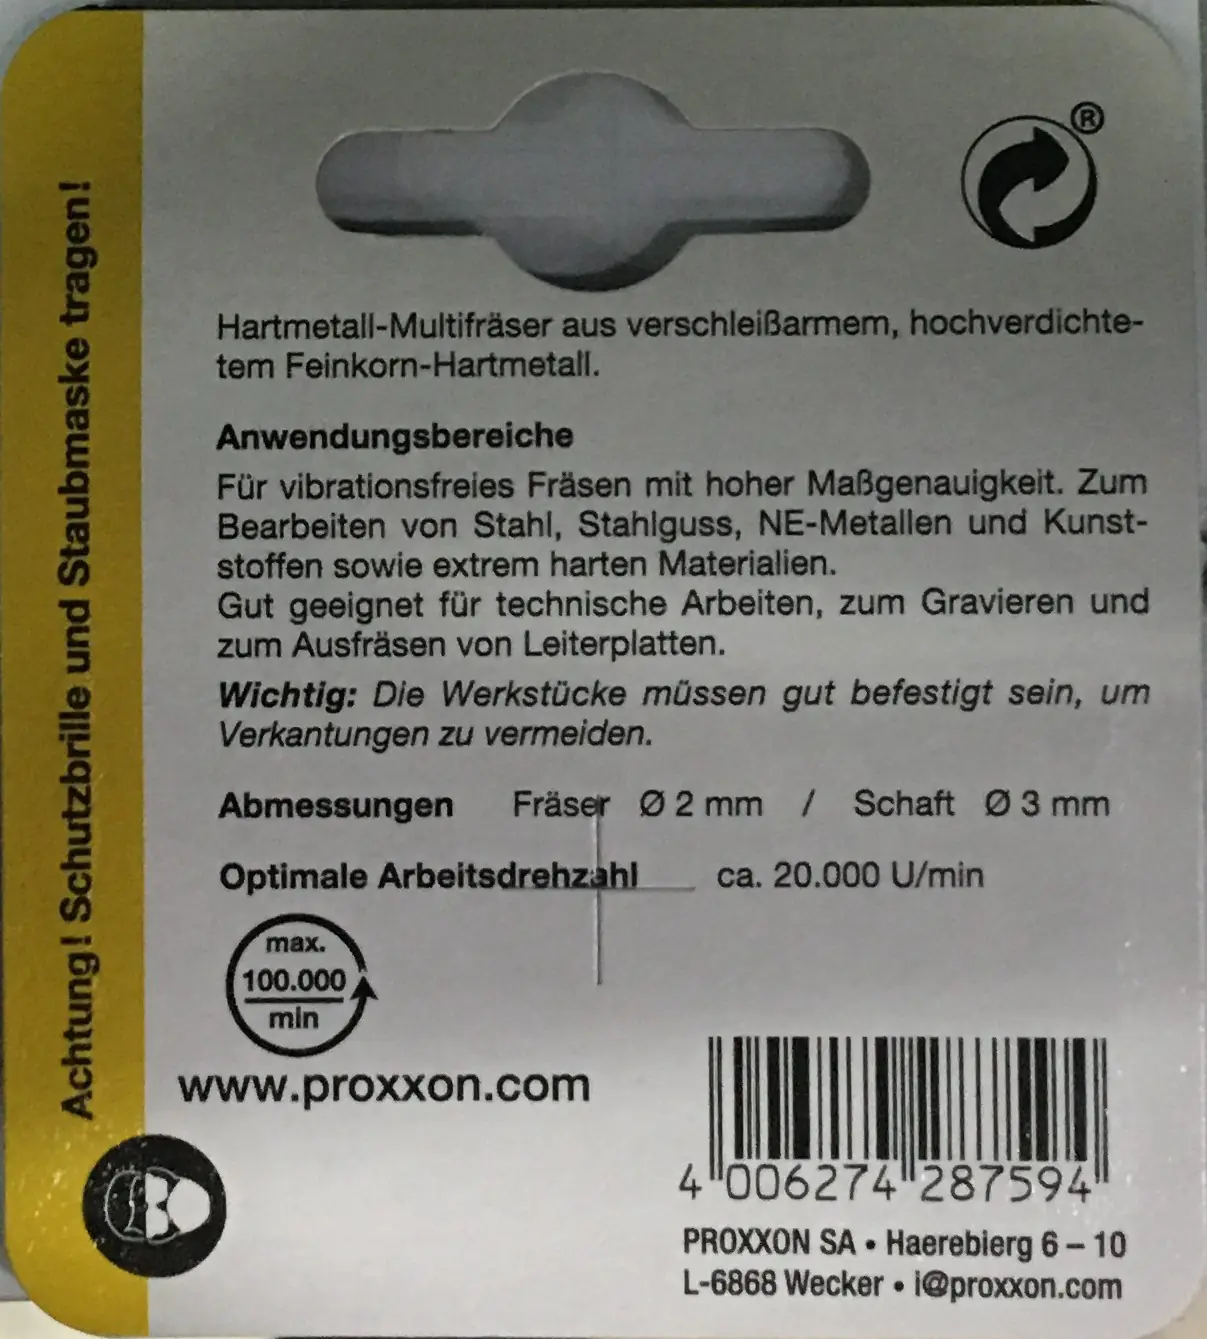 Achtung! Schutzbrille und Staubmaske tragen!
®
Hartmetall-Multifräser aus verschleißarmem, hochverdichte-
tem Feinkorn-Hartmetall.
Anwendungsbereiche
Für vibrationsfreies Fräsen mit hoher Maßgenauigkeit. Zum
Bearbeiten von Stahl, Stahlguss, NE-Metallen und Kunst-
stoffen sowie extrem harten Materialien.
Gut geeignet für technische Arbeiten, zum Gravieren und
zum Ausfräsen von Leiterplatten.
Wichtig: Die Werkstücke müssen gut befestigt sein, um
Verkantungen zu vermeiden.
Abmessungen Fräser Ø 2 mm / Schaft Ø 3 mm
Optimale Arbeitsdrehzahl ca. 20.000 U/min
max.
100.000
min
www.proxxon.com
4 006274 287594
PROXXON SA • Haerebierg 6 – 10
L-6868 Wecker • i@proxxon.com